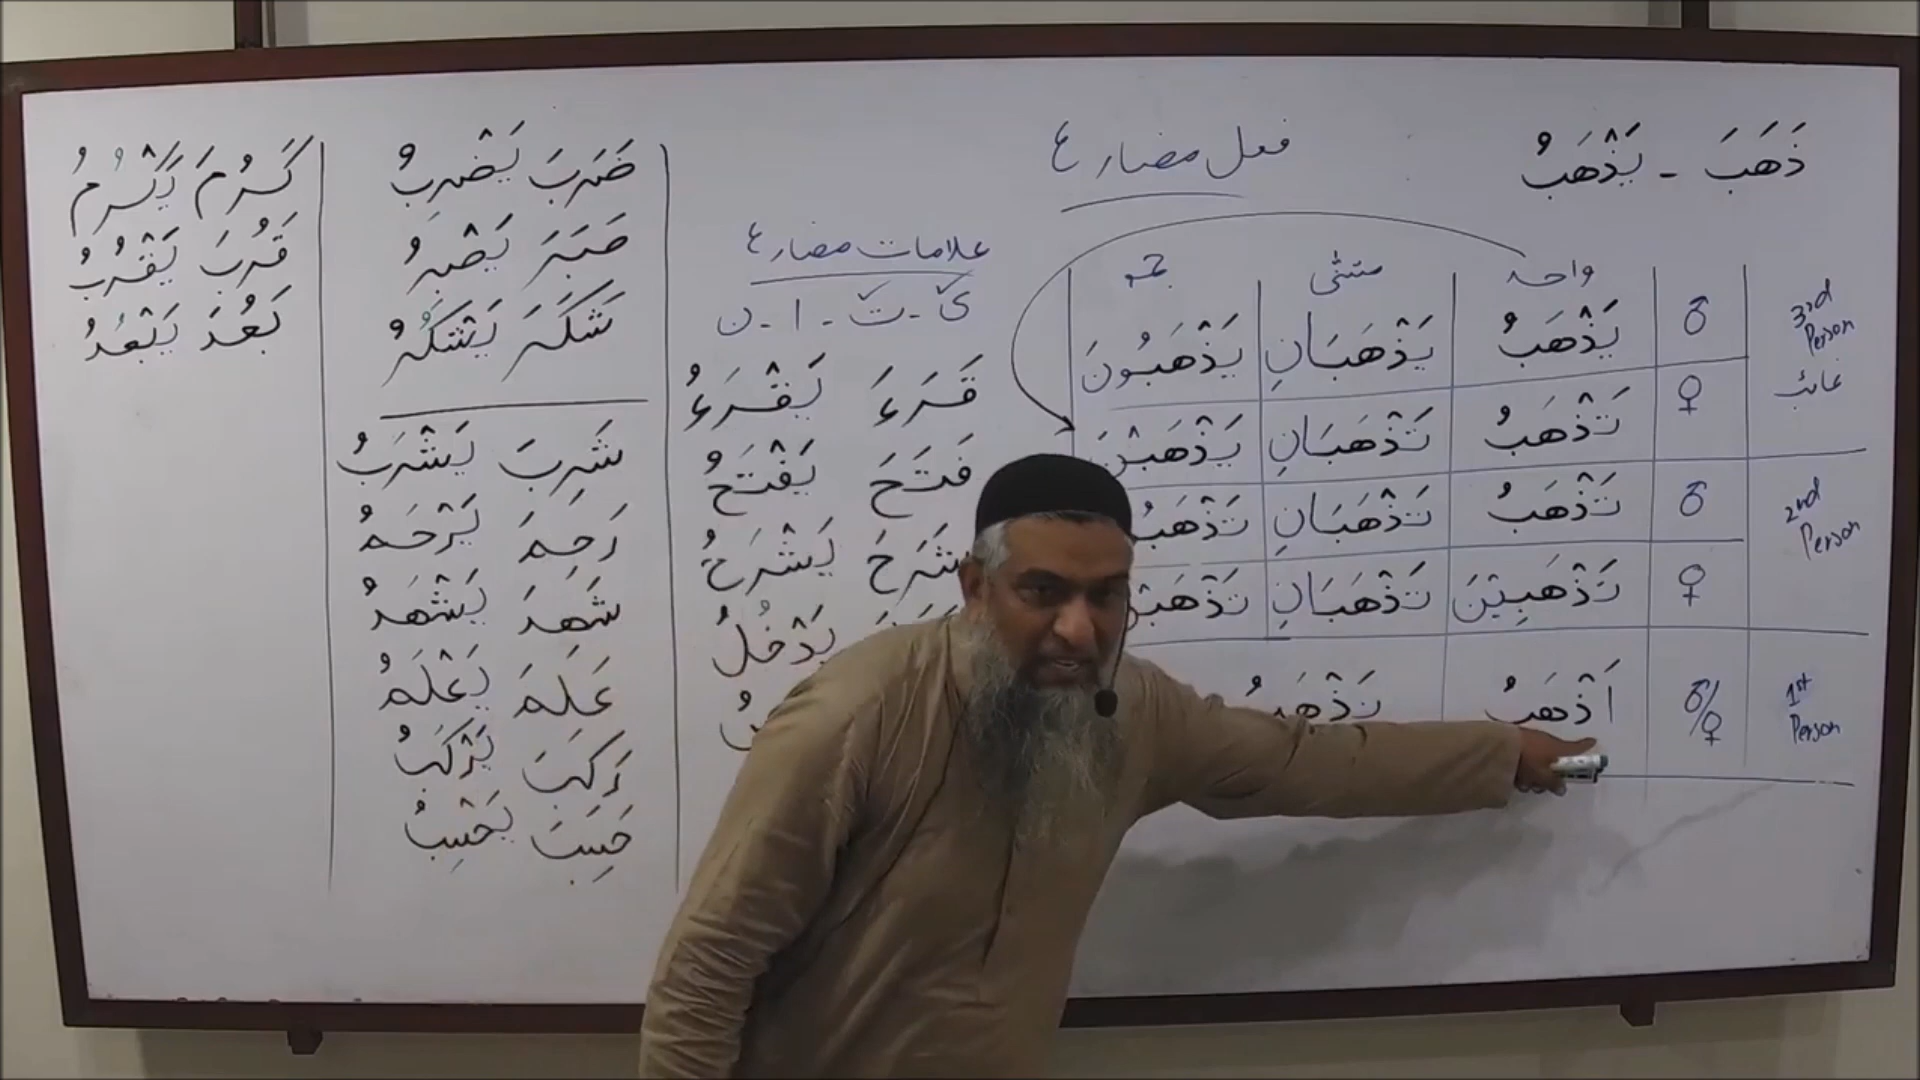 ذَهَبَ - يَذْهَبُ
فعل مضارع
واحد مثنى جمع
3rd Person غائب
♂ يَذْهَبُ يَذْهَبَانِ يَذْهَبُونَ
♀ تَذْهَبُ تَذْهَبَانِ يَذْهَبْنَ
2nd Person
♂ تَذْهَبُ تَذْهَبَانِ
♀ تَذْهَبِيْنَ تَذْهَبَانِ
1st Person
♂/♀ اَذْهَبُ نَذْهَبُ
علامات مضارع
ی - ت - ا - ن
قَرَءَ يَقْرَءُ
فَتَحَ يَفْتَحُ
شَرَحَ يَشْرَحُ
يَدْخُلُ
ضَرَبَ يَضْرِبُ
صَبَرَ يَصْبِرُ
شَكَرَ يَشْكُرُ
شَرِبَ يَشْرَبُ
رَحِمَ يَرْحَمُ
شَهِدَ يَشْهَدُ
عَلِمَ يَعْلَمُ
رَكِبَ يَرْكَبُ
حَسِبَ يَحْسِبُ
كَرُمَ يَكْرُمُ
قَرُبَ يَقْرُبُ
بَعُدَ يَبْعُدُ